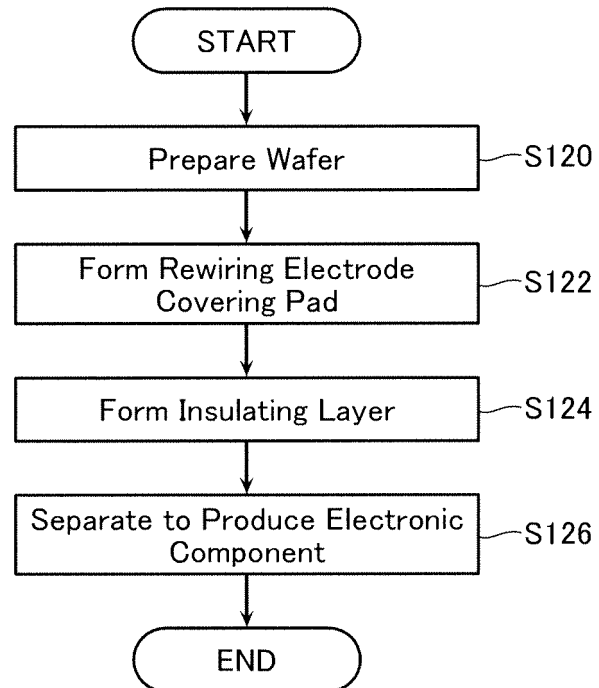 START
Prepare Wafer
S120
Form Rewiring Electrode
Covering Pad
S122
Form Insulating Layer
S124
Separate to Produce Electronic
Component
S126
END